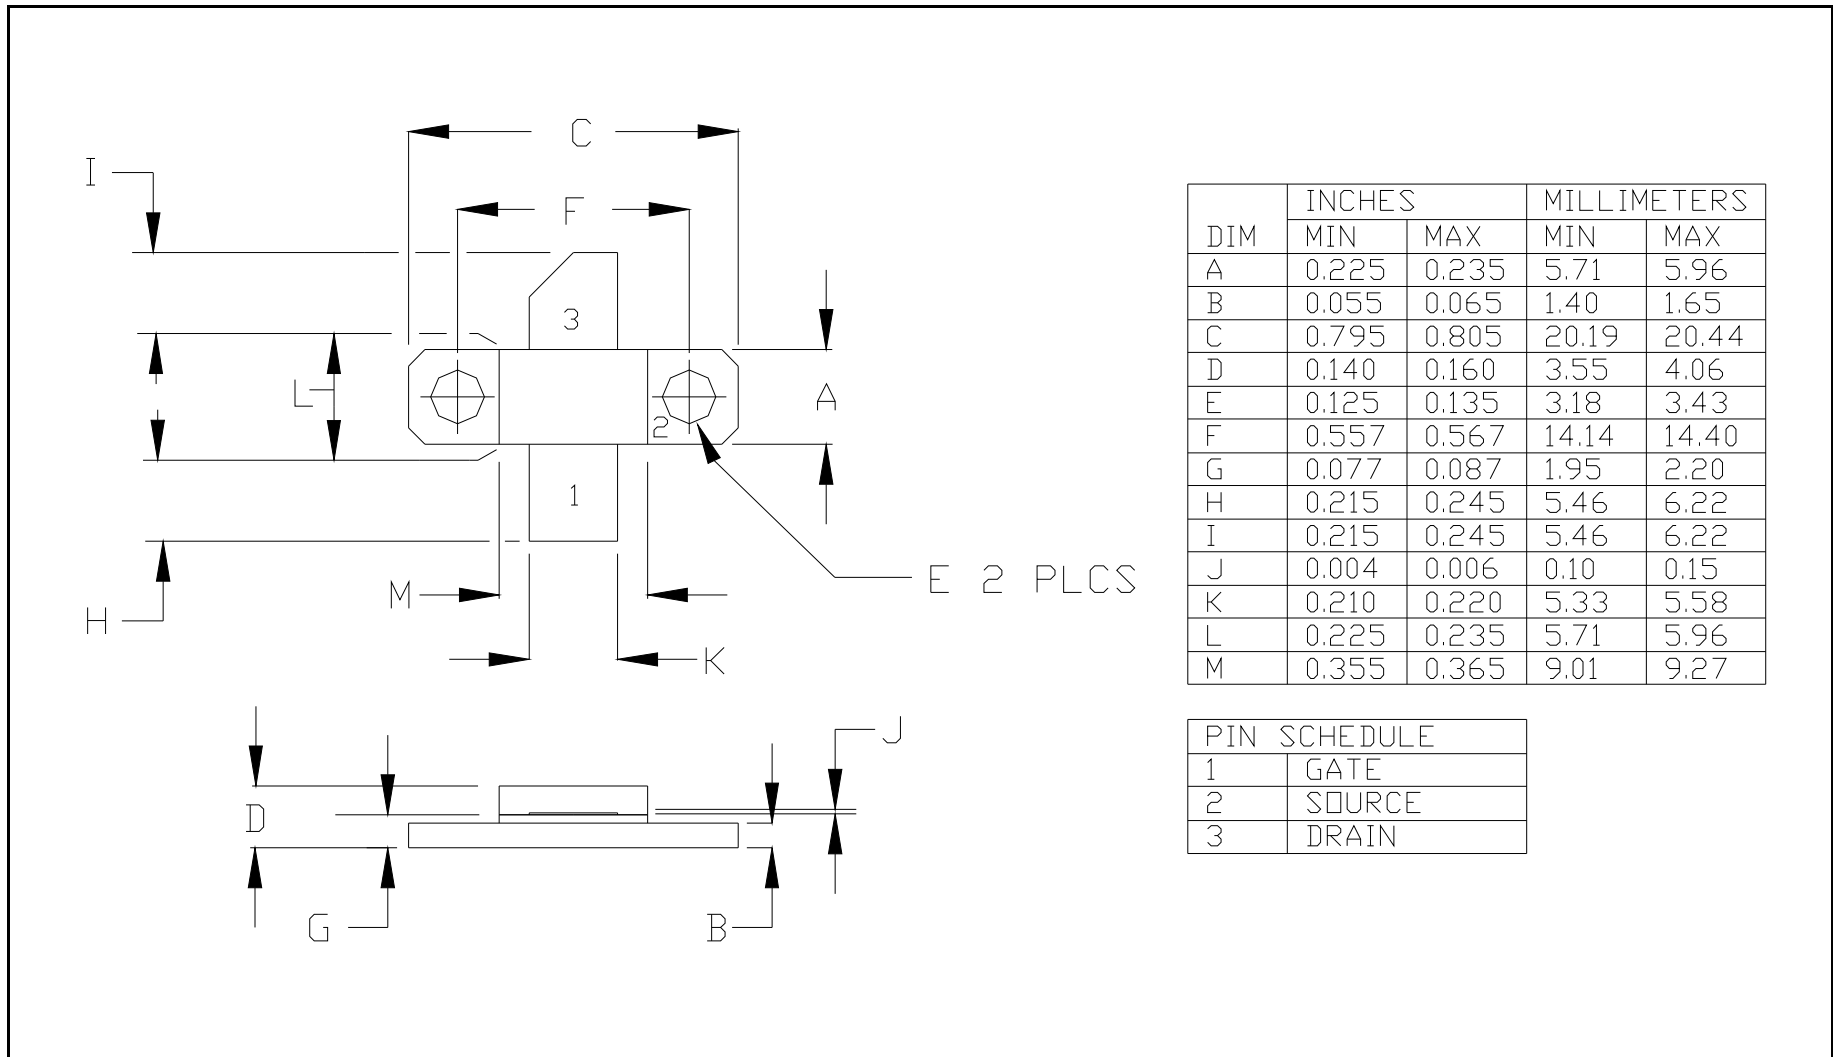 C
I
F
3
L
A
2
1
E 2 PLCS
M
H
K
J
D
G
B
INCHES MILLIMETERS
DIM MIN MAX MIN MAX
A 0.225 0.235 5.71 5.96
B 0.055 0.065 1.40 1.65
C 0.795 0.805 20.19 20.44
D 0.140 0.160 3.55 4.06
E 0.125 0.135 3.18 3.43
F 0.557 0.567 14.14 14.40
G 0.077 0.087 1.95 2.20
H 0.215 0.245 5.46 6.22
I 0.215 0.245 5.46 6.22
J 0.004 0.006 0.10 0.15
K 0.210 0.220 5.33 5.58
L 0.225 0.235 5.71 5.96
M 0.355 0.365 9.01 9.27
PIN SCHEDULE
1 GATE
2 SOURCE
3 DRAIN